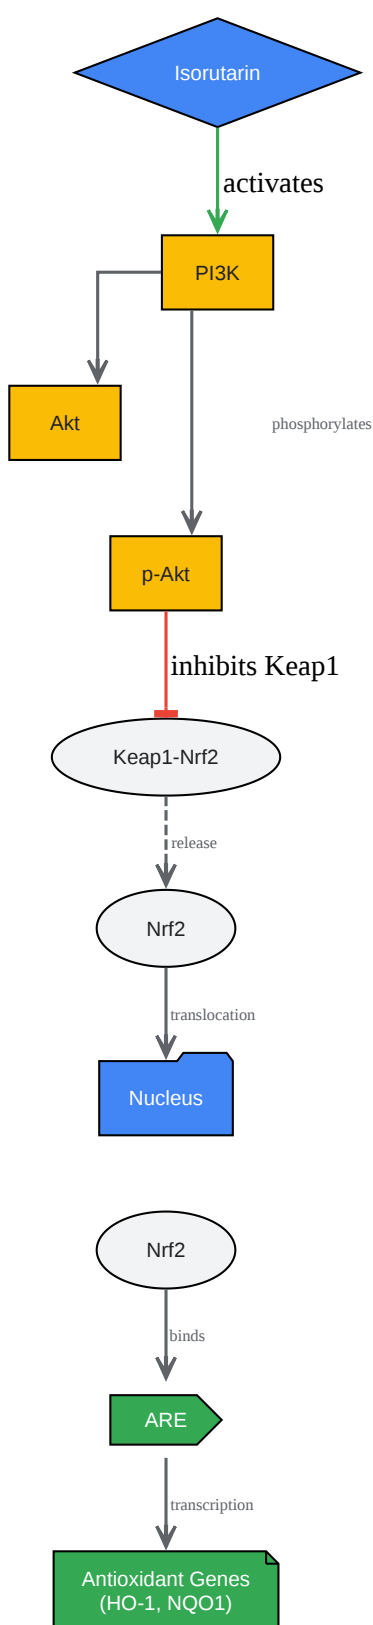 Isorutarin
activates
PI3K
Akt
phosphorylates
p-Akt
inhibits Keap1
Keap1-Nrf2
release
Nrf2
translocation
Nucleus
Nrf2
binds
ARE
transcription
Antioxidant Genes
(HO-1, NQO1)